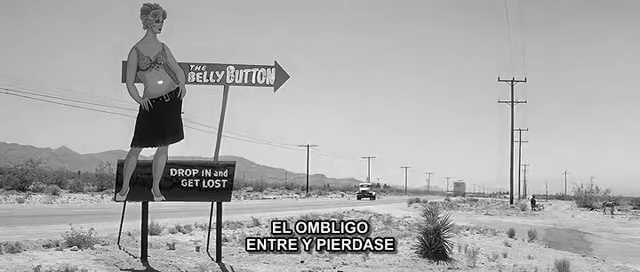 THE
BELLY BUTTON
DROP IN and
GET LOST
EL OMBLIGO
ENTRE Y PIERDASE